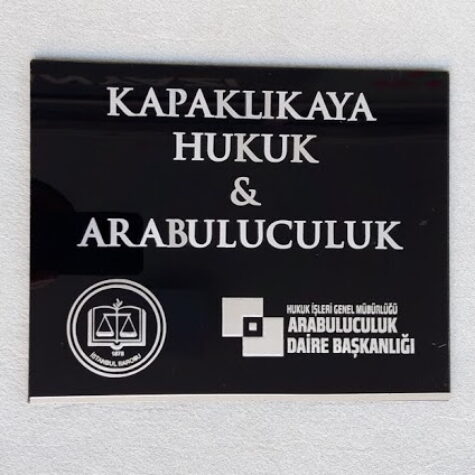 KAPAKLIKAYA
HUKUK
&
ARABULUCULUK
1878
İSTANBUL BAROSU
HUKUK İŞLERİ GENEL MÜDÜRLÜĞÜ
ARABULUCULUK
DAİRE BAŞKANLIĞI